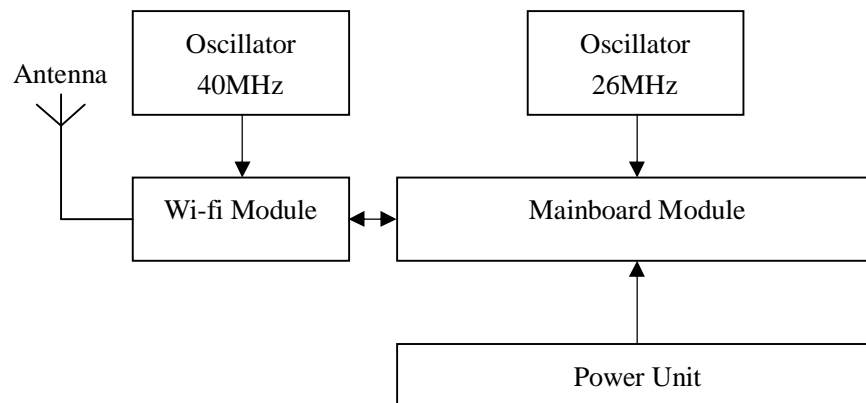 Oscillator
40MHz
Oscillator
26MHz
Antenna
Wi-fi Module
Mainboard Module
Power Unit